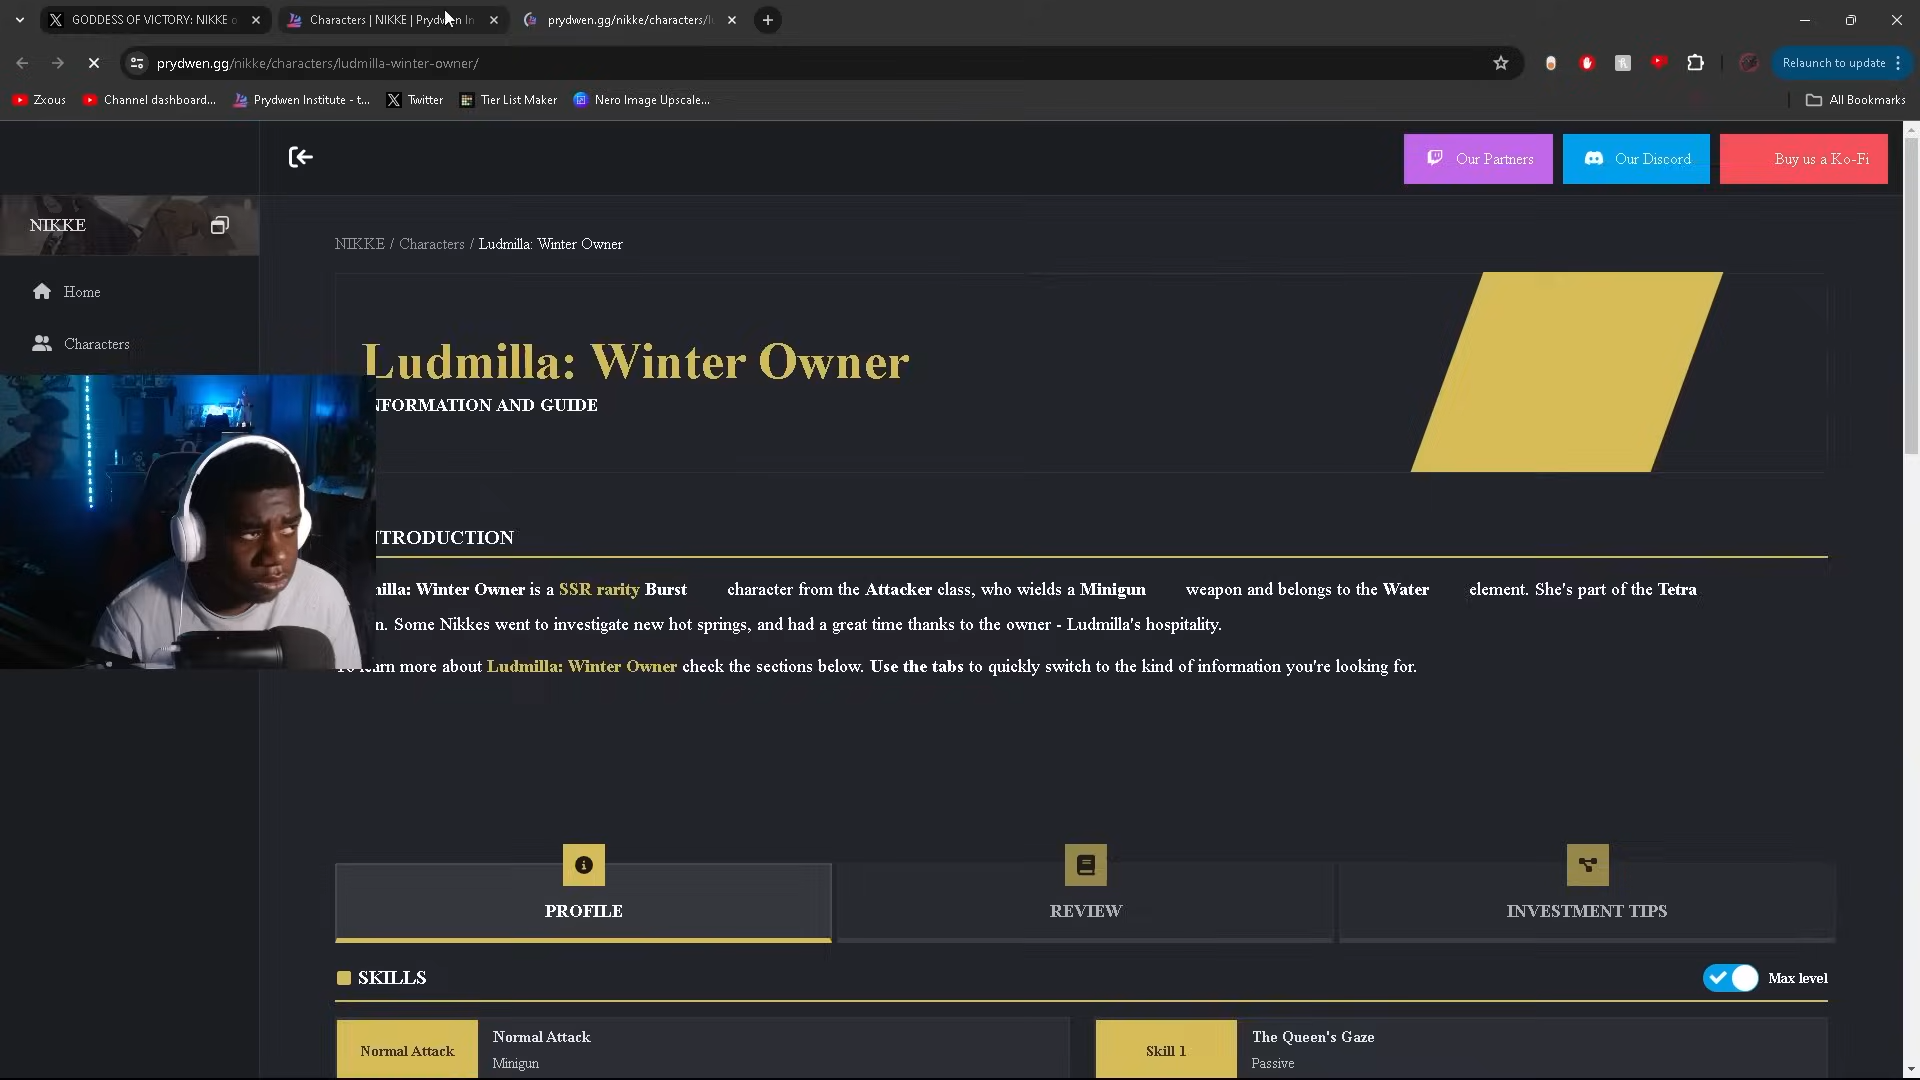 GODDESS OF VICTORY: NIKKE
Characters | NIKKE | Prydwen In
prydwen.gg/nikke/characters/l
prydwen.gg/nikke/characters/ludmilla-winter-owner/
Relaunch to update
Zxous
Channel dashboard...
Prydwen Institute - t...
Twitter
Tier List Maker
Nero Image Upscale...
All Bookmarks
Our Partners
Our Discord
Buy us a Ko-Fi
NIKKE
Home
Characters
NIKKE / Characters / Ludmilla: Winter Owner
Ludmilla: Winter Owner
NFORMATION AND GUIDE
NTRODUCTION
milla: Winter Owner is a SSR rarity Burst character from the Attacker class, who wields a Minigun weapon and belongs to the Water element. She's part of the Tetra
n. Some Nikkes went to investigate new hot springs, and had a great time thanks to the owner - Ludmilla's hospitality.
To learn more about Ludmilla: Winter Owner check the sections below. Use the tabs to quickly switch to the kind of information you're looking for.
PROFILE
REVIEW
INVESTMENT TIPS
SKILLS
Max level
Normal Attack
Normal Attack
Minigun
Skill 1
The Queen's Gaze
Passive